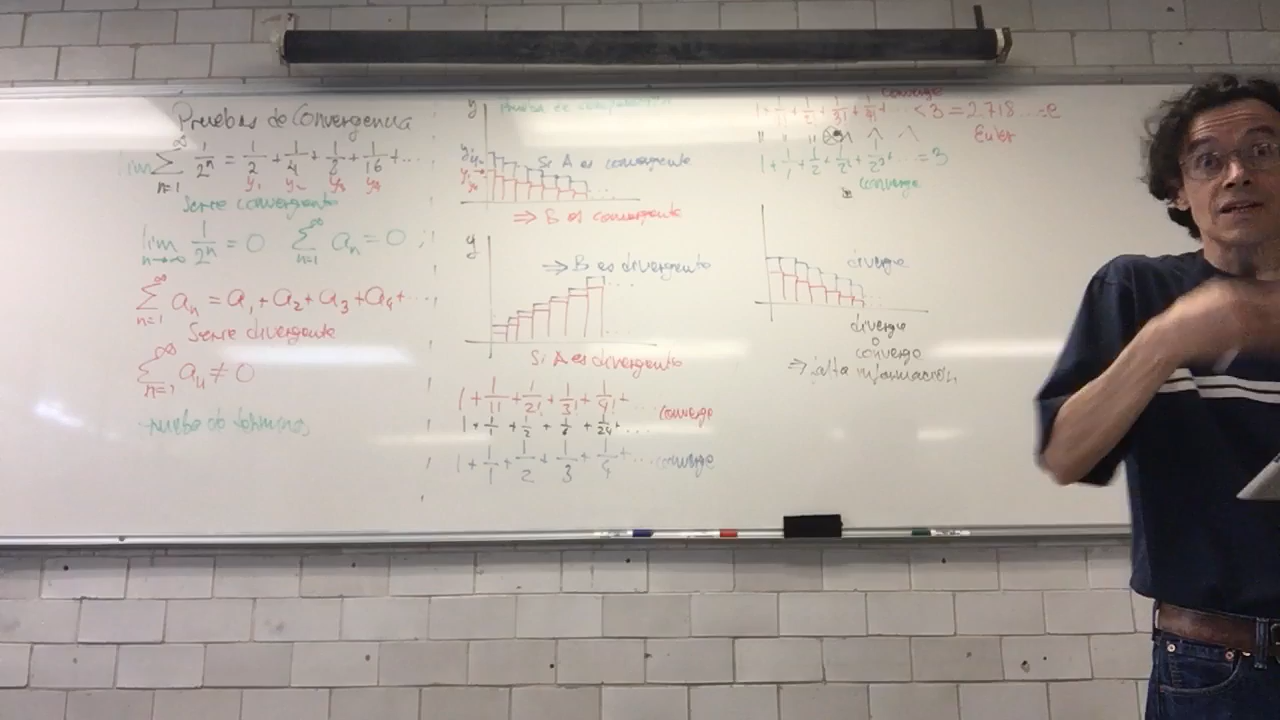 Pruebas de Convergencia
lim ∑ n=1 ∞ 1/2ⁿ = 1/2 + 1/4 + 1/2 + 1/16 + ...
y₁ y₂ y₃ y₄
Serie convergente
lim n→∞ 1/2ⁿ = 0 ∑ n=1 ∞ aₙ = 0 ;
∑ n=1 ∞ aₙ = a₁ + a₂ + a₃ + a₄ + ...
Serie divergente
∑ n=1 ∞ aₙ ≠ 0
prueba de
y Prueba de comparación
Si A es convergente
⇒ B es convergente
y
⇒ B es divergente
Si A es divergente
1 + 1/1! + 1/2! + 1/3! + 1/4! + ... converge
1 + 1/1 + 1/2 + 1/6 + 1/24 + ...
1 + 1/1 + 1/2 + 1/3 + 1/4 + ... converge
converge
1 + 1/1! + 1/2! + 1/3! + 1/4! ... < 3 = 2.718... = e
Euler
1 + 1/1 + 1/2 + 1/2² + 1/2³ + = 3
converge
diverge
diverge
o
converge
⇒ falta información